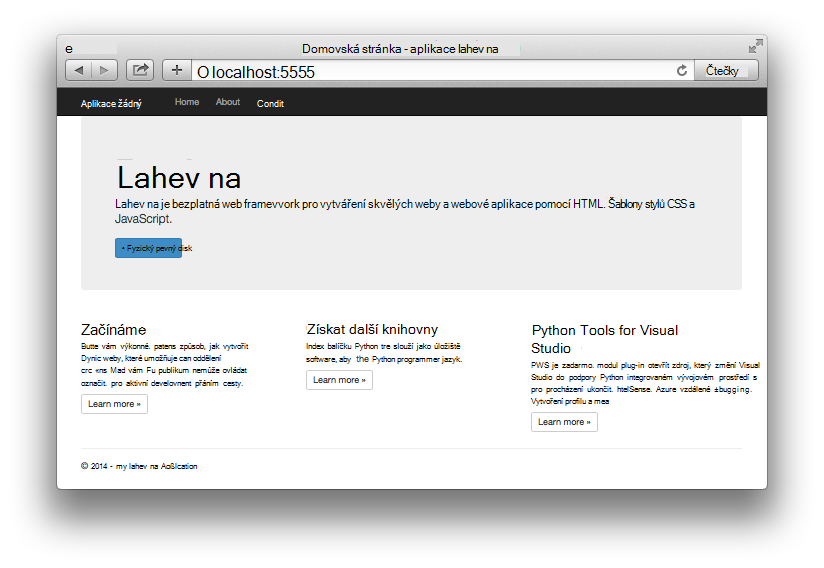 e
Domovská stránka - aplikace lahev na
O localhost:5555
Čtečky
Aplikace žádný
Home
About
Condit
Lahev na
Lahev na je bezplatná web framevvork pro vytváření skvělých weby a webové aplikace pomocí HTML. Šablony stylů CSS a
JavaScript.
• Fyzický pevný disk
Začínáme
Butte vám výkonné. patens způsob, jak vytvořit
Dynic weby, které umožňuje can oddělení
crc «ns Mad vám Fu publikum nemůže ovládat
označit. pro aktivní develovnent přáním cesty.
Learn more »
Získat další knihovny
Index balíčku Python tre slouží jako úložiště
software, aby the Python programmer jazyk.
Learn more »
Python Tools for Visual
Studio
PWS je zadarmo. modul plug-in otevřít zdroj, který změní Visual
Studio do podpory Python integrovaném vývojovém prostředí s
pro procházení ukončit. htelSense. Azure vzdálené ±bugging.
Vytvoření profilu a mea
Learn more »
© 2014 - my lahev na Aoßlcation